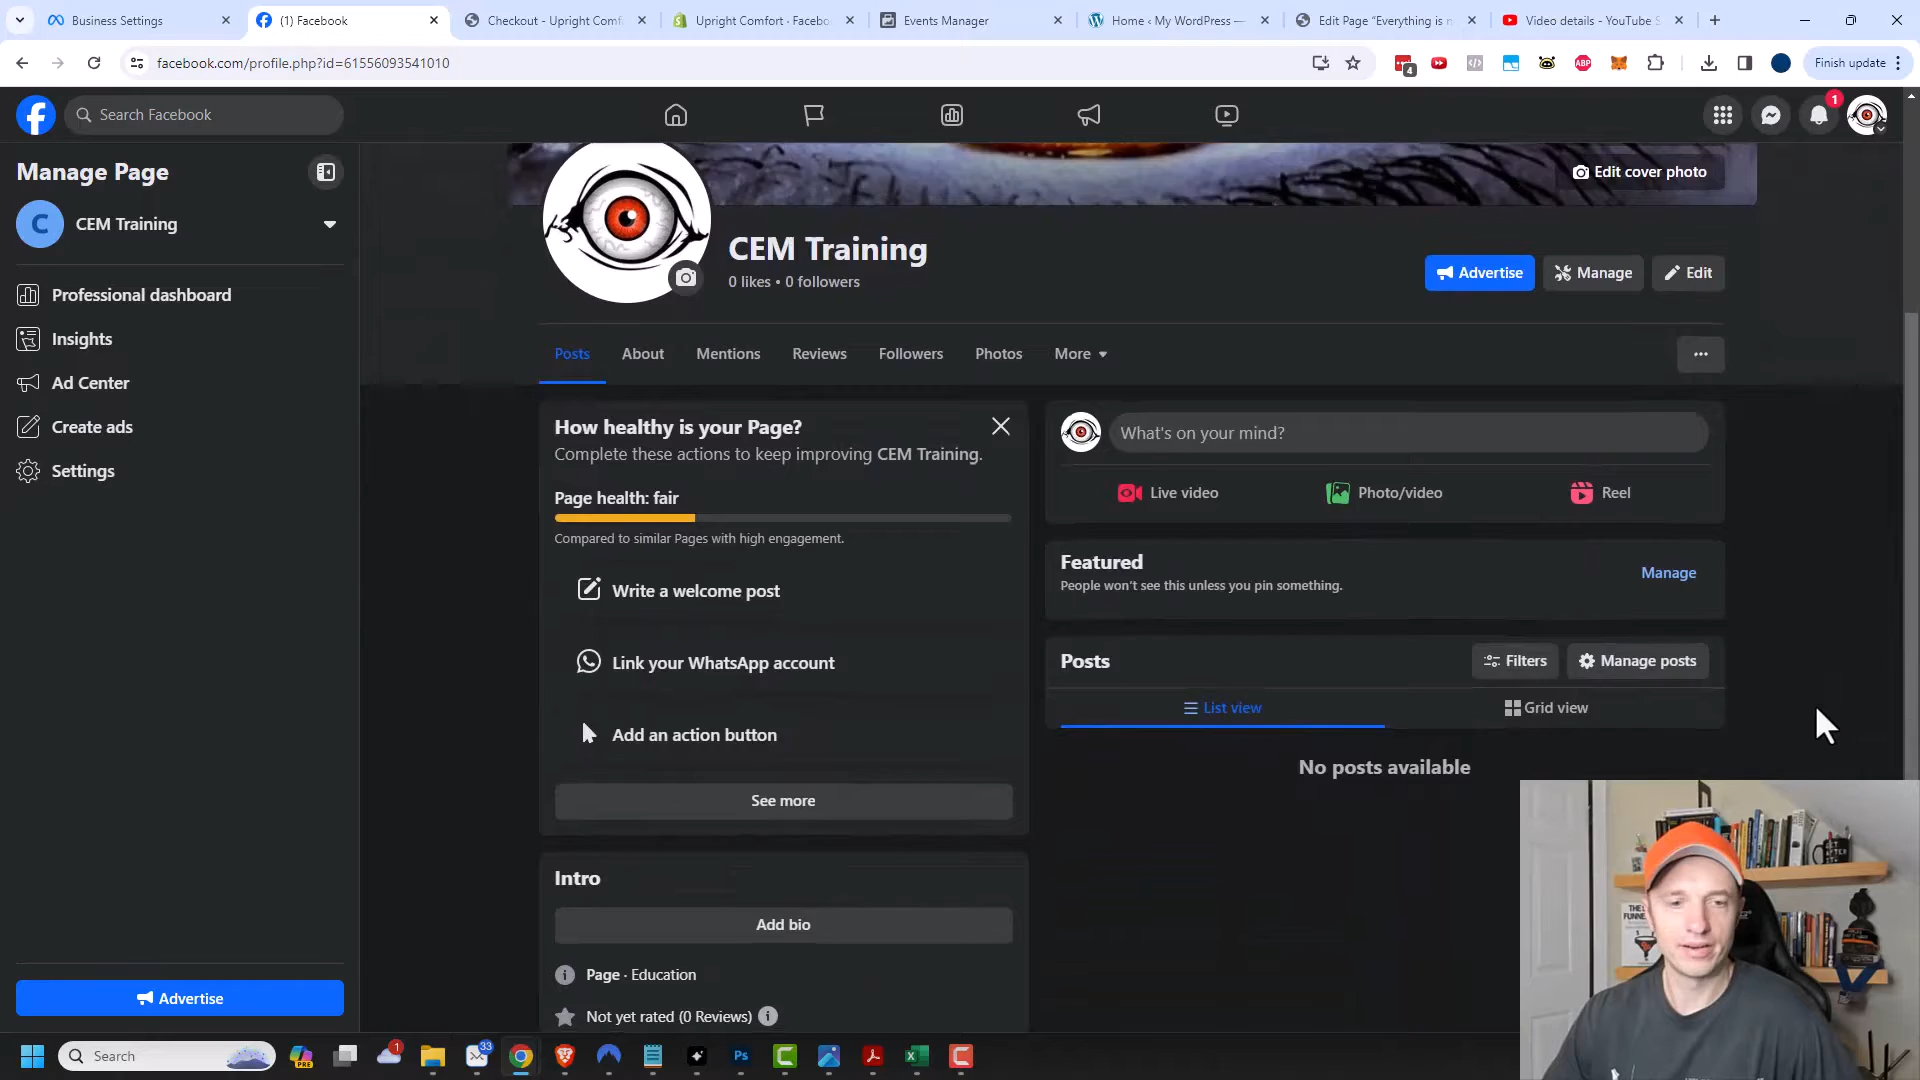 Business Settings
(1) Facebook
Checkout - Upright Comf
Upright Comfort · Facebo
Events Manager
Home ‹ My WordPress —
Edit Page "Everything is n
Video details - YouTube S
facebook.com/profile.php?id=61556093541010
4
ABP
Finish update
Search Facebook
1
Manage Page
C
CEM Training
Professional dashboard
Insights
Ad Center
Create ads
Settings
Advertise
Edit cover photo
CEM Training
0 likes • 0 followers
Advertise
Manage
Edit
Posts
About
Mentions
Reviews
Followers
Photos
More
How healthy is your Page?
Complete these actions to keep improving CEM Training.
Page health: fair
Compared to similar Pages with high engagement.
Write a welcome post
Link your WhatsApp account
Add an action button
See more
Intro
Add bio
Page · Education
Not yet rated (0 Reviews)
What's on your mind?
Live video
Photo/video
Reel
Featured
People won't see this unless you pin something.
Manage
Posts
Filters
Manage posts
List view
Grid view
No posts available
Search
PRE
1
33
Ps